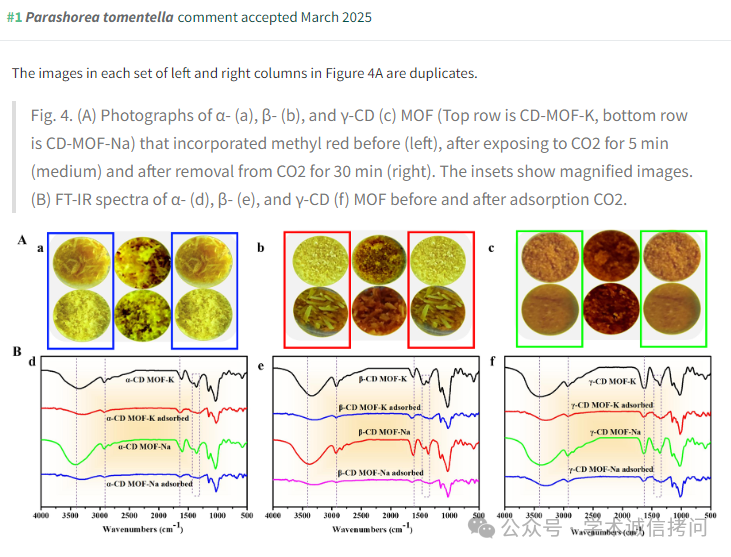 #1 Parashorea tomentella comment accepted March 2025
The images in each set of left and right columns in Figure 4A are duplicates.
Fig. 4. (A) Photographs of α- (a), β- (b), and γ-CD (c) MOF (Top row is CD-MOF-K, bottom row
is CD-MOF-Na) that incorporated methyl red before (left), after exposing to CO2 for 5 min
(medium) and after removal from CO2 for 30 min (right). The insets show magnified images.
(B) FT-IR spectra of α- (d), β- (e), and γ-CD (f) MOF before and after adsorption CO2.
A
a
b
c
B
d
α-CD MOF-K
α-CD MOF-K adsorbed
α-CD MOF-Na
α-CD MOF-Na adsorbed
4000 3500 3000 2500 2000 1500 1000 500
Wavenumbers (cm-1)
e
β-CD MOF-K
β-CD MOF-K adsorbed
β-CD MOF-Na
β-CD MOF-Na adsorbed
4000 3500 3000 2500 2000 1500 1000 500
Wavenumbers (cm-1)
f
γ-CD MOF-K
γ-CD MOF-K adsorbed
γ-CD MOF-Na
γ-CD MOF-Na adsorbed
4000 3500 3000 2500 2000 1500 1000 500
Wavenumbers (cm-1)
公众号 · 学术诚信拷问